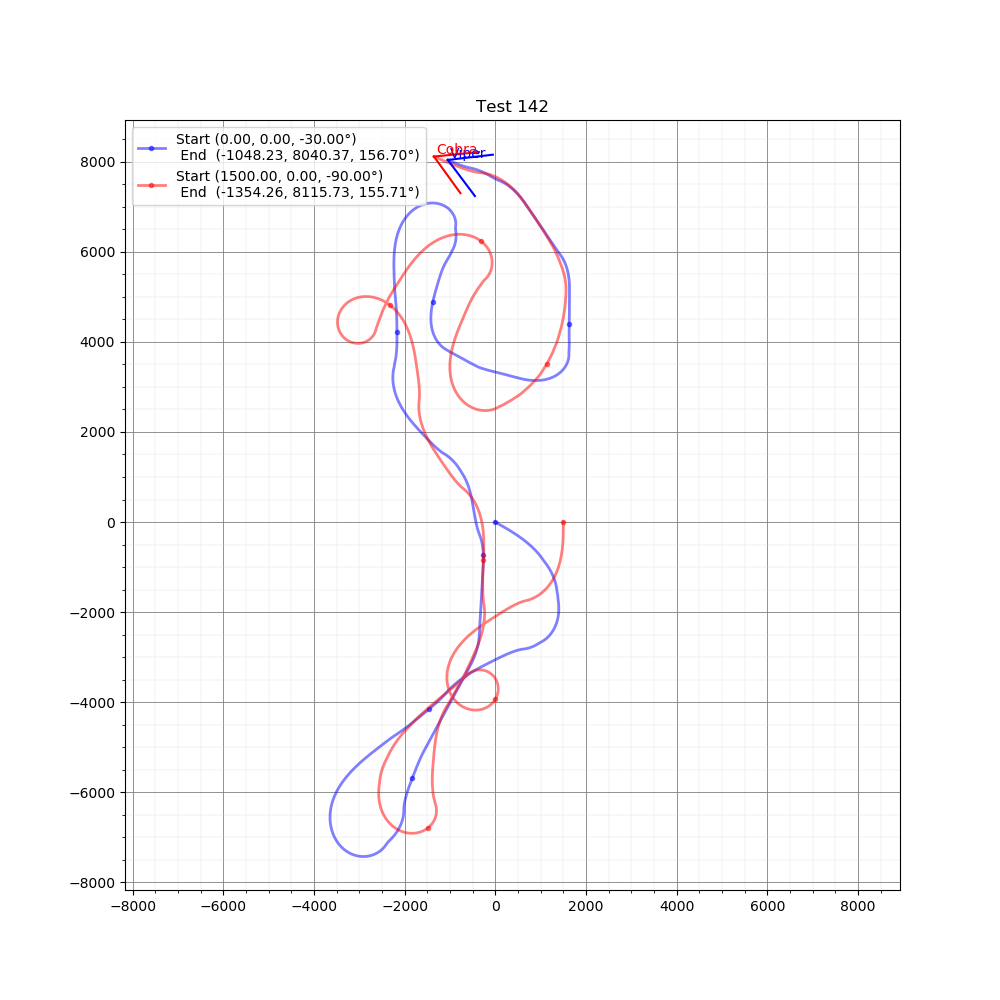 Test 142
Start (0.00, 0.00, -30.00°)
End (-1048.23, 8040.37, 156.70°)
Start (1500.00, 0.00, -90.00°)
End (-1354.26, 8115.73, 155.71°)
Cobra
8000
6000
4000
2000
0
−2000
−4000
−6000
−8000
−8000 −6000 −4000 −2000 0 2000 4000 6000 8000